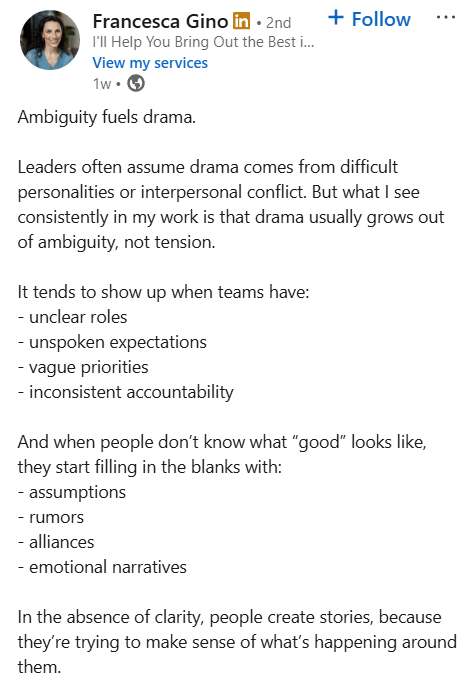 Francesca Gino in • 2nd
+ Follow ...
I'll Help You Bring Out the Best i...
View my services
1w •
Ambiguity fuels drama.
Leaders often assume drama comes from difficult
personalities or interpersonal conflict. But what I see
consistently in my work is that drama usually grows out
of ambiguity, not tension.
It tends to show up when teams have:
- unclear roles
- unspoken expectations
- vague priorities
- inconsistent accountability
And when people don’t know what “good” looks like,
they start filling in the blanks with:
- assumptions
- rumors
- alliances
- emotional narratives
In the absence of clarity, people create stories, because
they’re trying to make sense of what’s happening around
them.